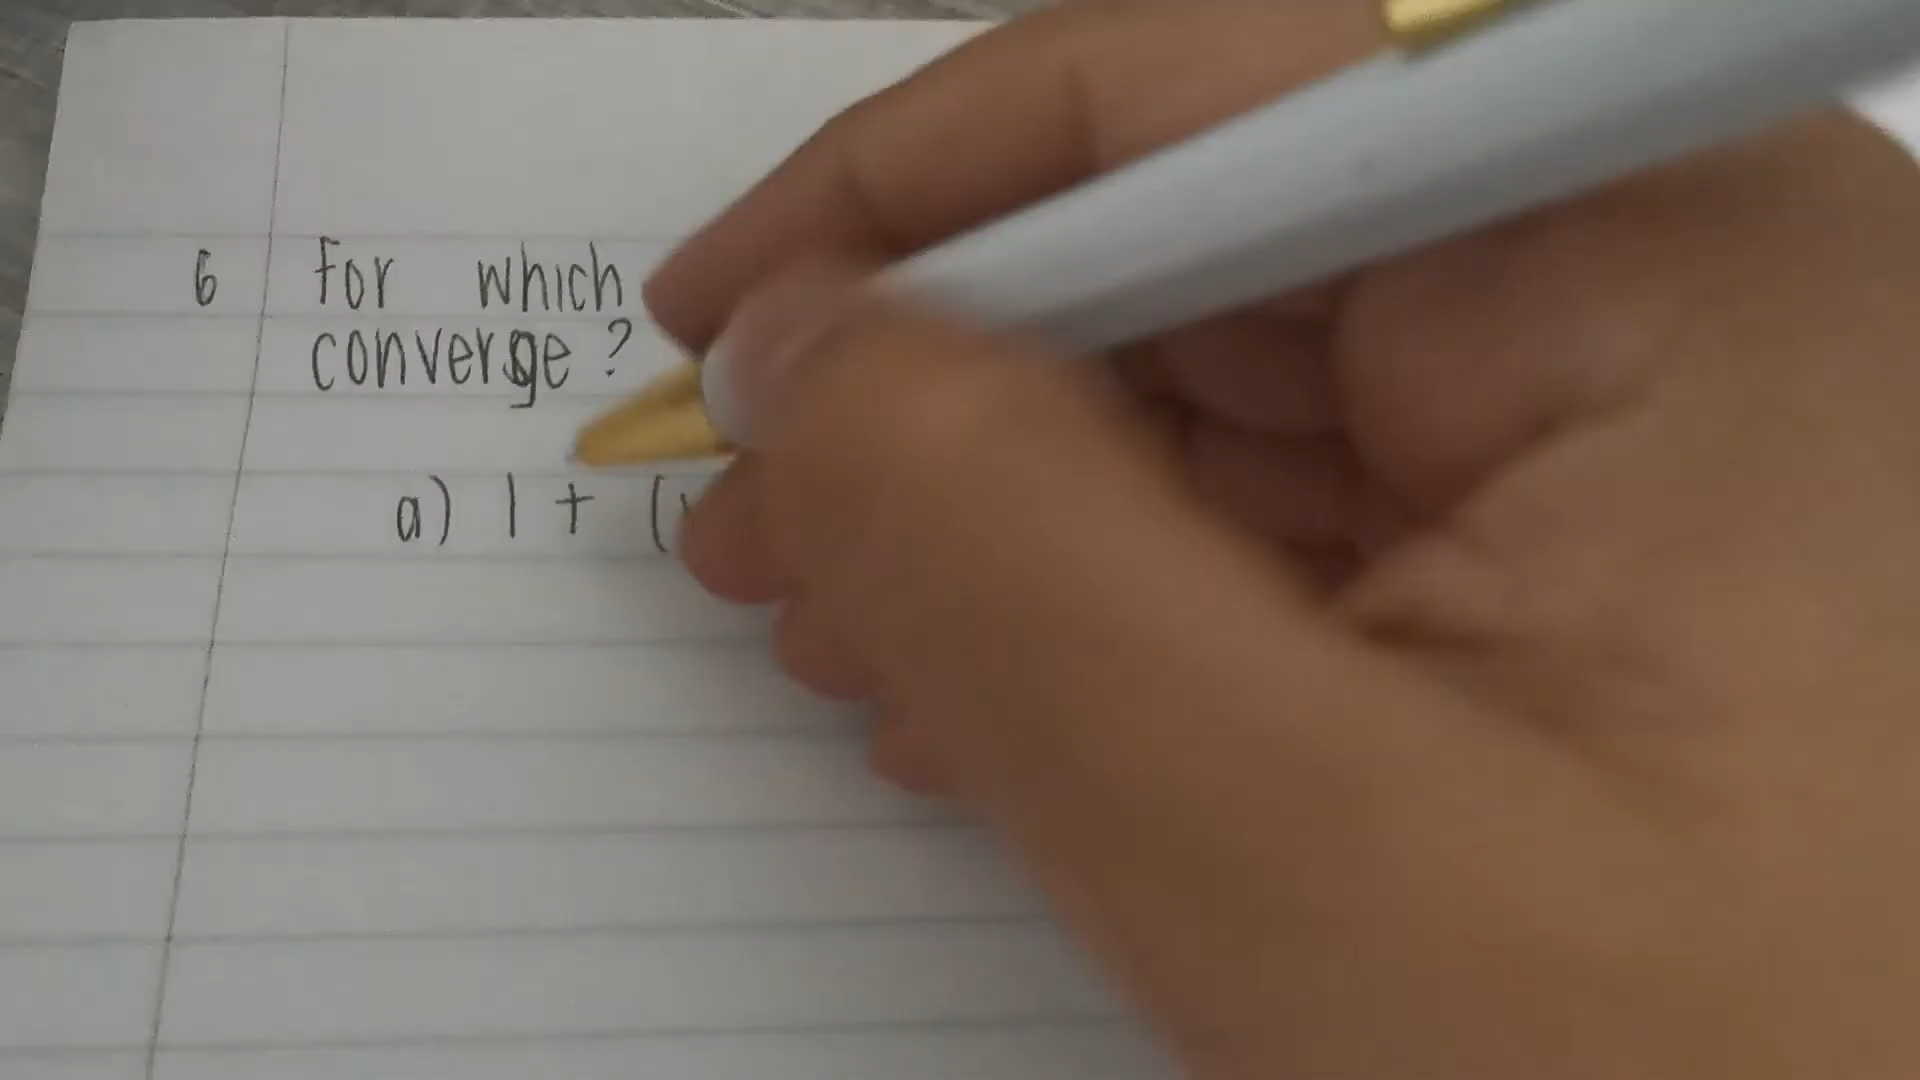 6 For which
converge?
a) 1 + (